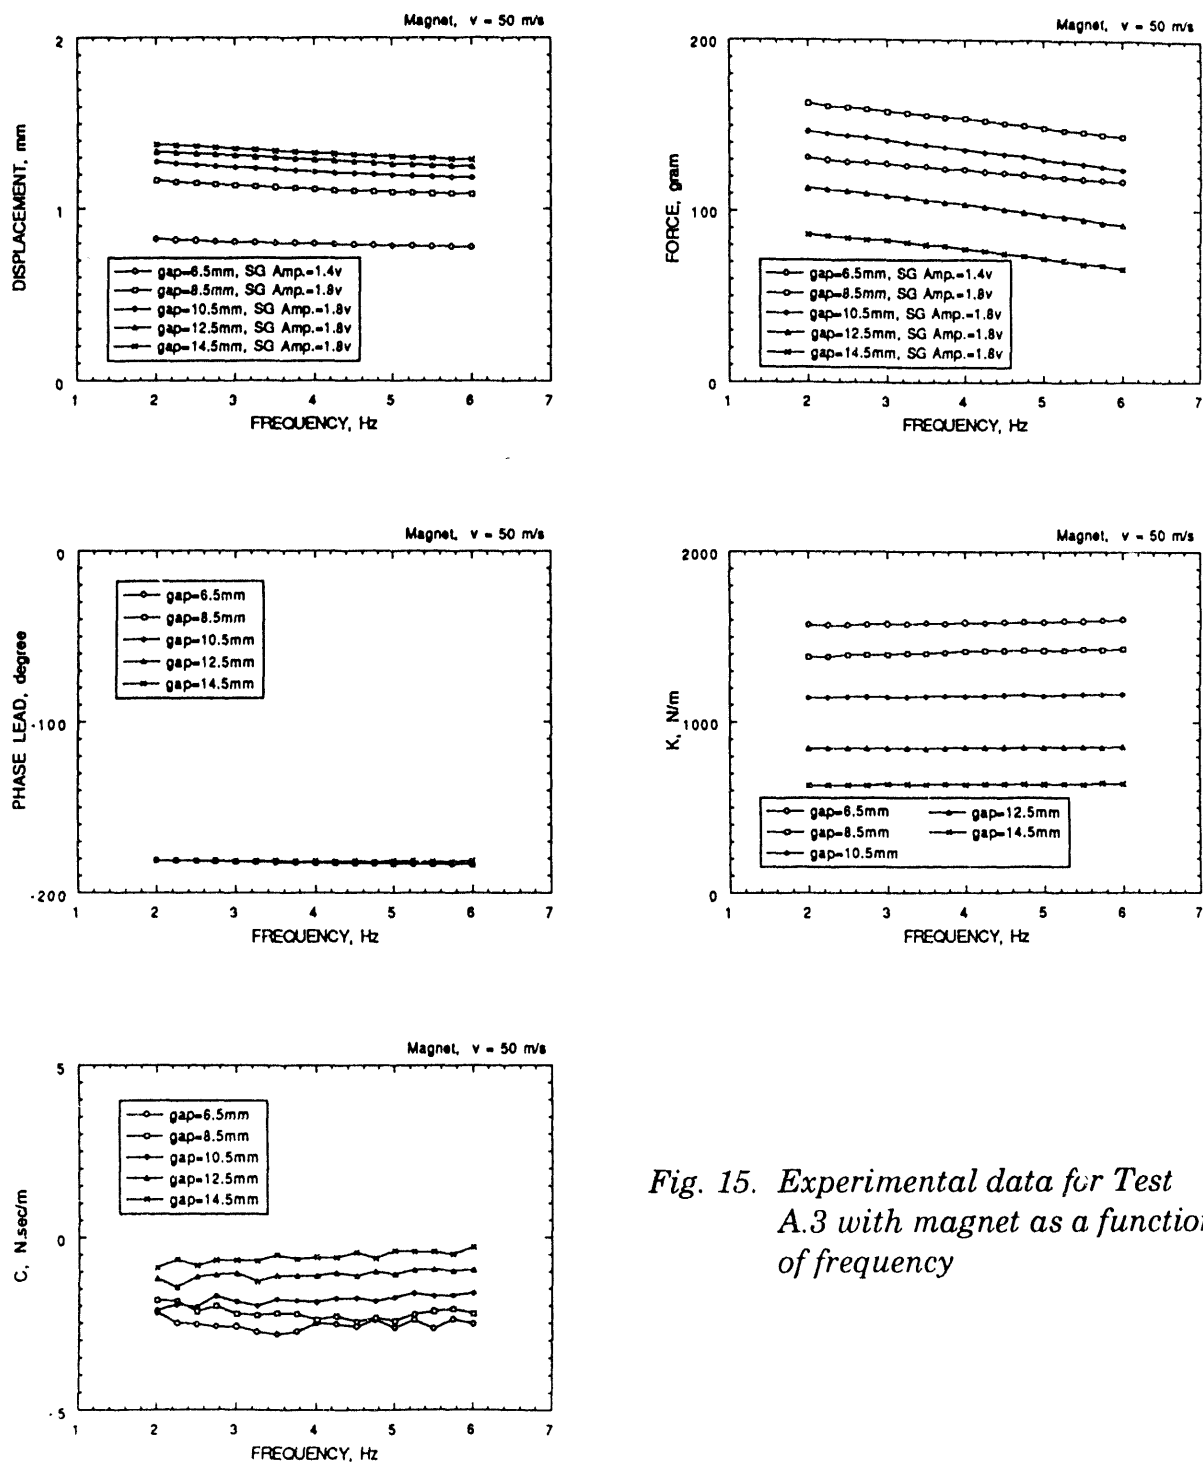 Magnet, v = 50 m/s
2
1
0
DISPLACEMENT, mm
gap=6.5mm, SG Amp.=1.4v
gap=8.5mm, SG Amp.=1.8v
gap=10.5mm, SG Amp.=1.8v
gap=12.5mm, SG Amp.=1.8v
gap=14.5mm, SG Amp.=1.8v
1 2 3 4 5 6 7
FREQUENCY, Hz
Magnet, v = 50 m/s
200
100
0
FORCE, gram
gap=6.5mm, SG Amp.=1.4v
gap=8.5mm, SG Amp.=1.8v
gap=10.5mm, SG Amp.=1.8v
gap=12.5mm, SG Amp.=1.8v
gap=14.5mm, SG Amp.=1.8v
1 2 3 4 5 6 7
FREQUENCY, Hz
Magnet, v = 50 m/s
0
-100
-200
PHASE LEAD, degree
gap=6.5mm
gap=8.5mm
gap=10.5mm
gap=12.5mm
gap=14.5mm
1 2 3 4 5 6 7
FREQUENCY, Hz
Magnet, v = 50 m/s
2000
1000
0
K, N/m
gap=6.5mm gap=12.5mm
gap=8.5mm gap=14.5mm
gap=10.5mm
1 2 3 4 5 6 7
FREQUENCY, Hz
Magnet, v = 50 m/s
5
0
-5
C, N.sec/m
gap=6.5mm
gap=8.5mm
gap=10.5mm
gap=12.5mm
gap=14.5mm
1 2 3 4 5 6 7
FREQUENCY, Hz
Fig. 15. Experimental data for Test
A.3 with magnet as a function
of frequency